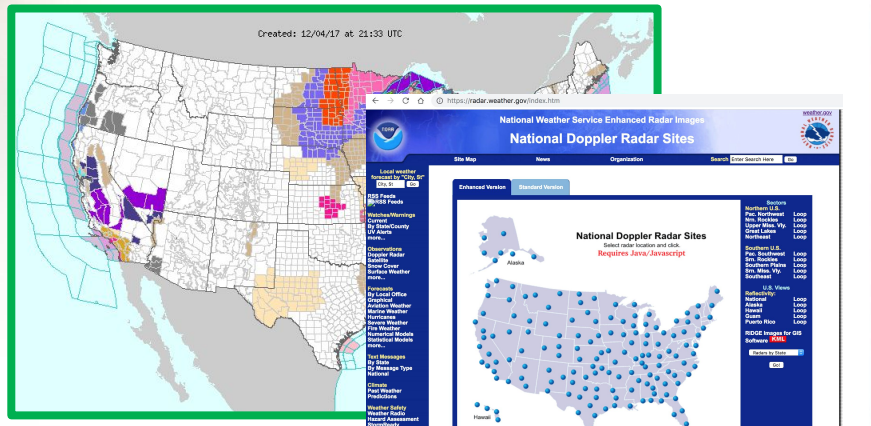 Created: 12/04/17 at 21:33 UTC
https://radar.weather.gov/index.htm
weather.gov
National Weather Service Enhanced Radar Images
National Doppler Radar Sites
Site Map
News
Organization
Search
Enter Search Here
Go
Local weather
forecast by "City, St"
City, St
Go
RSS Feeds
RSS Feeds
Watches/Warnings
Current
By State/County
UV Alerts
more...
Observations
Doppler Radar
Satellite
Snow Cover
Surface Weather
more...
Forecasts
By Local Office
Graphical
Aviation Weather
Marine Weather
Hurricanes
Severe Weather
Fire Weather
Numerical Models
Statistical Models
more...
Text Messages
By State
By Message Type
National
Climate
Past Weather
Predictions
Weather Safety
Weather Radio
Hazard Assessment
StormReady
Enhanced Version
Standard Version
National Doppler Radar Sites
Select radar location and click.
Requires Java/Javascript
Alaska
Hawaii
Sectors
Northern U.S.
Pac. Northwest Loop
Nrn. Rockies Loop
Upper Miss. Vly. Loop
Great Lakes Loop
Northeast Loop
Southern U.S.
Pac. Southwest Loop
Srn. Rockies Loop
Southern Plains Loop
Srn. Miss. Vly. Loop
Southeast Loop
U.S. Views
Reflectivity:
National Loop
Alaska Loop
Hawaii Loop
Guam Loop
Puerto Rico Loop
RIDGE Images for GIS
Software KML
Radars by State
Go!